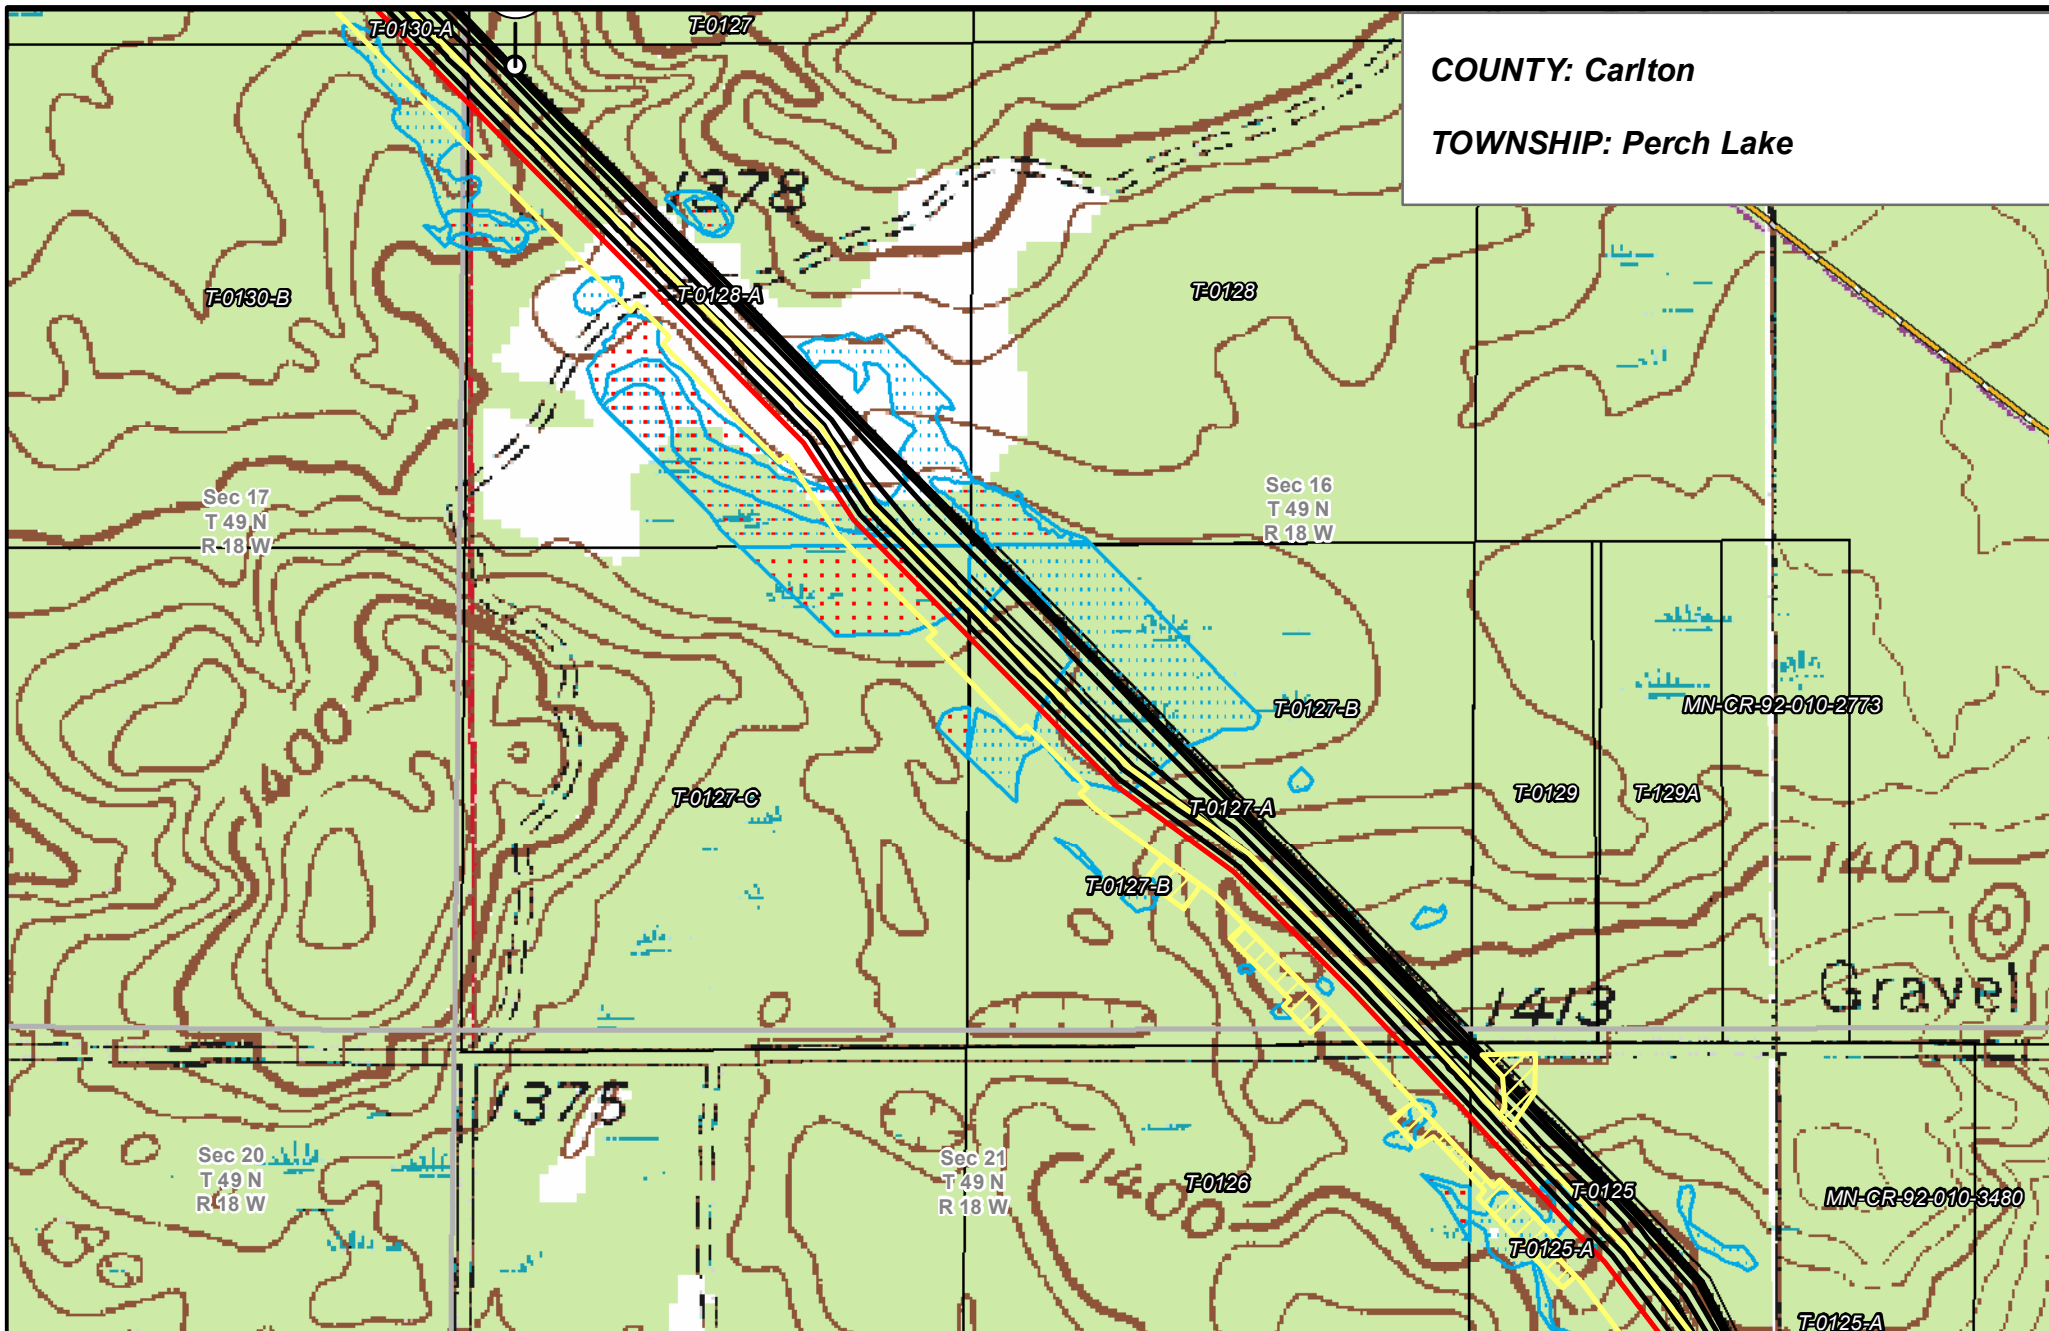 T-0130-A
T-0127
COUNTY: Carlton
TOWNSHIP: Perch Lake
1378
T-0130-B
T-0128-A
T-0128
Sec 17
T 49 N
R 18 W
Sec 16
T 49 N
R 18 W
1400
T-0127-B
MN-CR-92-010-2773
T-0127-C
T-0127-A
T-0129
T-129A
1400
T-0127-B
1413
Gravel
1375
Sec 20
T 49 N
R 18 W
Sec 21
T 49 N
R 18 W
1400
T-0126
T-0125
MN-CR-92-010-3480
T-0125-A
T-0125-A